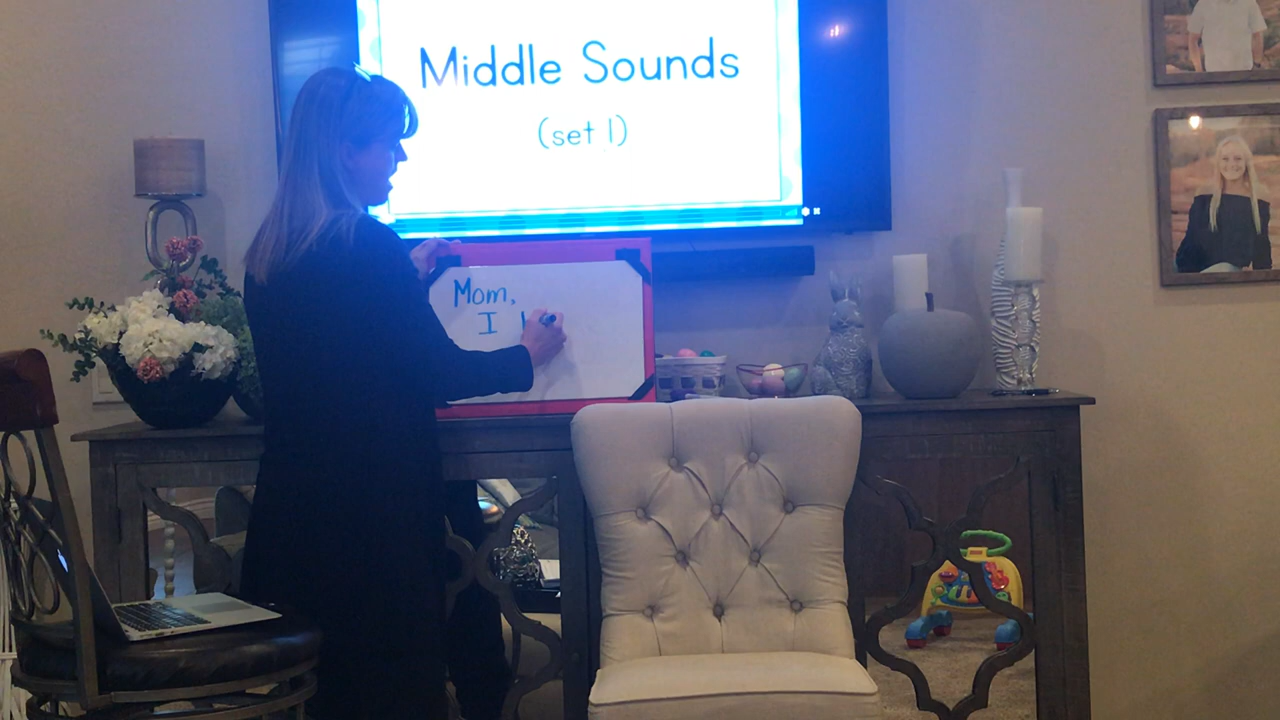 Middle Sounds
(set 1)
Mom,
I